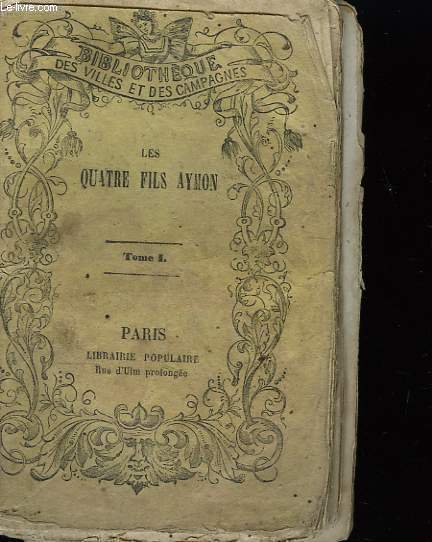 Le-livre.com
BIBLIOTHEQUE
DES VILLES ET DES CAMPAGNES
LES
QUATRE FILS AYMON
Tome I.
PARIS
LIBRAIRIE POPULAIRE
Rue d'Ulm prolongée